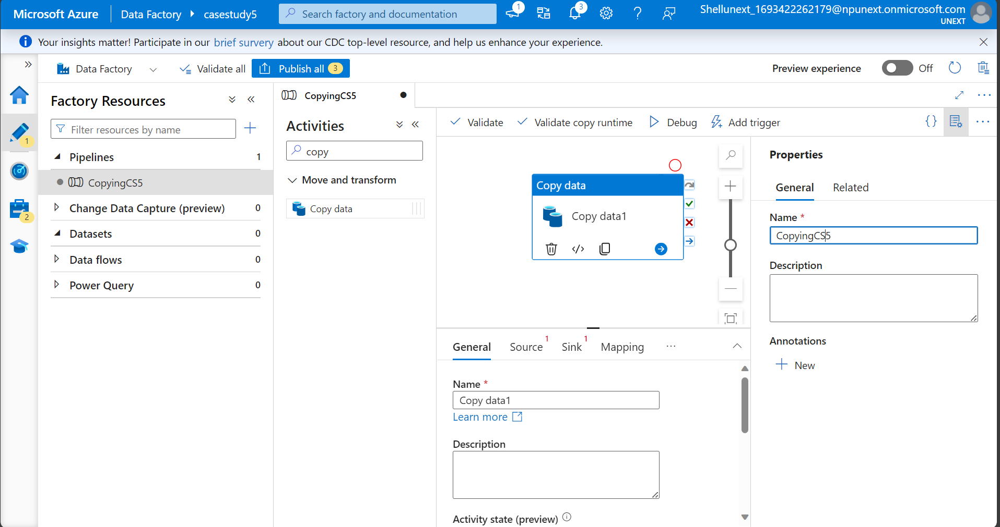 Microsoft Azure
Data Factory
casestudy5
Search factory and documentation
1
3
Shellunext_1693422262179@npunext.onmicrosoft.com
UNEXT
Your insights matter! Participate in our brief survery about our CDC top-level resource, and help us enhance your experience.
Data Factory
Validate all
Publish all 3
Preview experience
Off
1
2
Factory Resources
Filter resources by name
Pipelines 1
CopyingCS5
Change Data Capture (preview) 0
Datasets 0
Data flows 0
Power Query 0
CopyingCS5
Activities
copy
Move and transform
Copy data
Validate
Validate copy runtime
Debug
Add trigger
Copy data
Copy data1
General
Source 1
Sink 1
Mapping
Name *
Copy data1
Learn more
Description
Activity state (preview)
Properties
General
Related
Name *
CopyingCS5
Description
Annotations
New